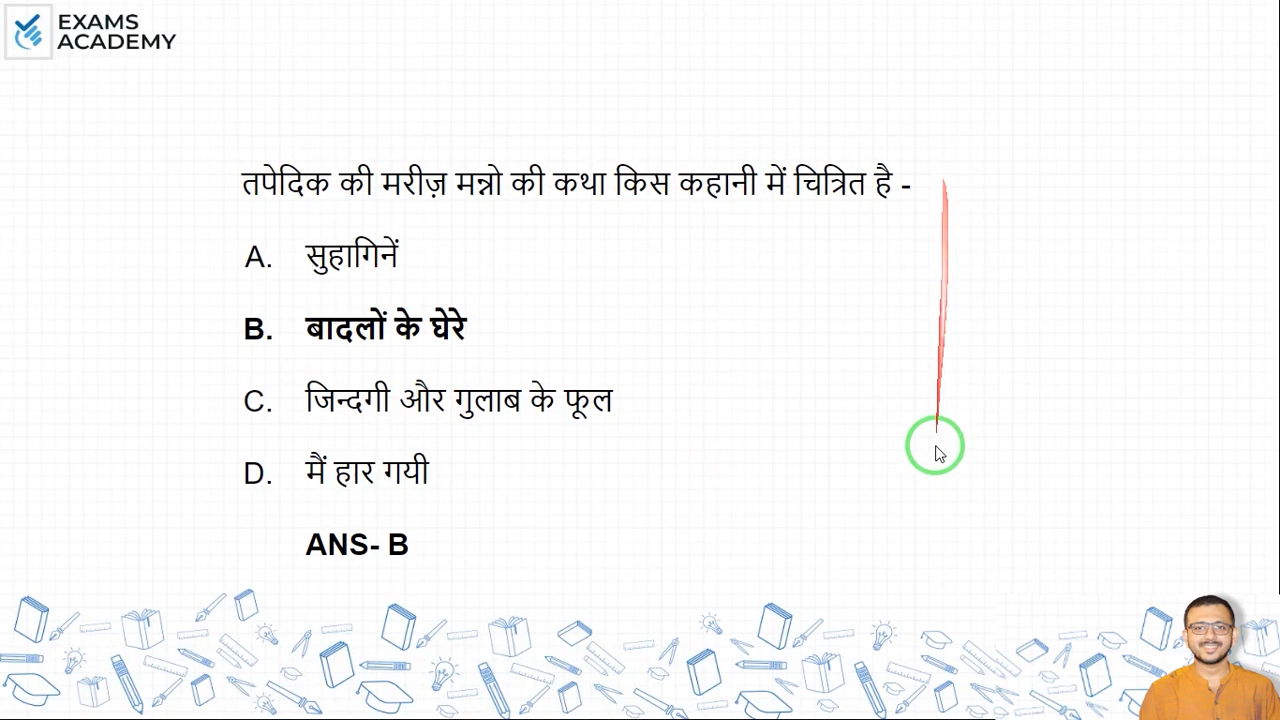 EXAMS
ACADEMY
तपेदिक की मरीज़ मन्नो की कथा किस कहानी में चित्रित है -
A. सुहागिनें
B. बादलों के घेरे
C. जिन्दगी और गुलाब के फूल
D. मैं हार गयी
ANS- B